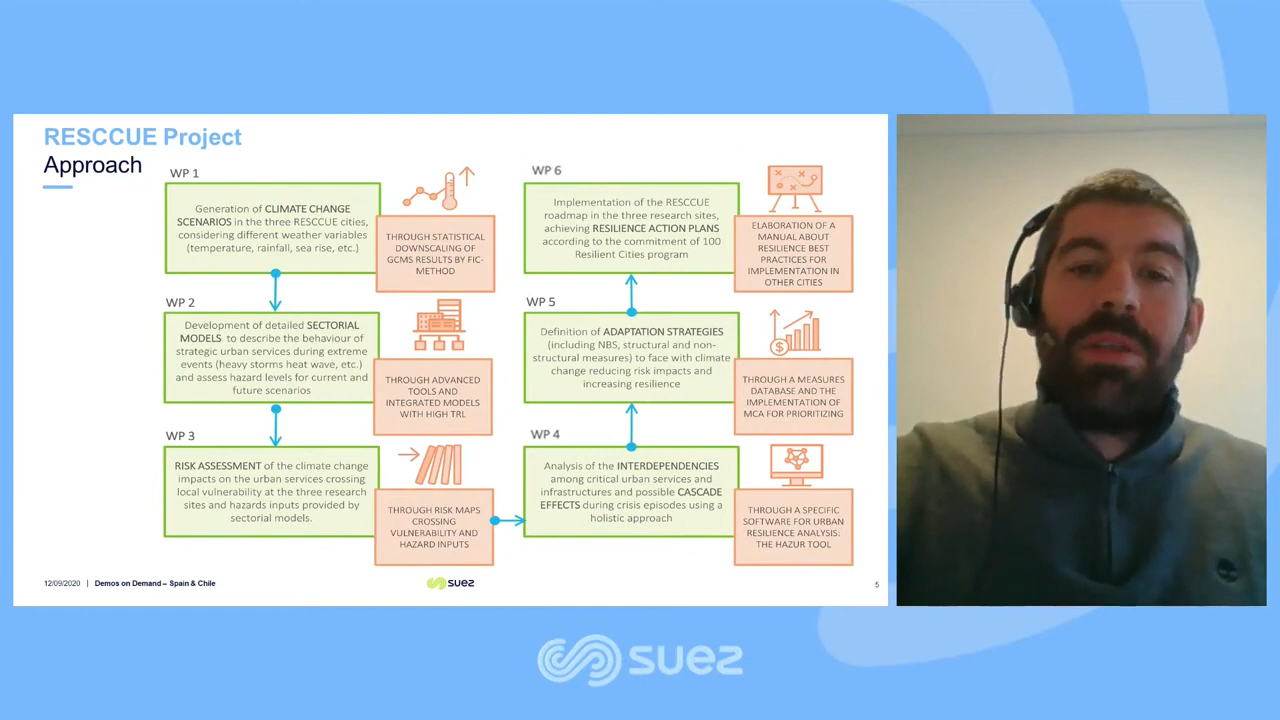 RESCCUE Project
Approach
WP 1
Generation of CLIMATE CHANGE
SCENARIOS in the three RESCCUE cities,
considering different weather variables
(temperature, rainfall, sea rise, etc.)
THROUGH STATISTICAL
DOWNSCALING OF
GCMS RESULTS BY FIC-
METHOD
WP 2
Development of detailed SECTORIAL
MODELS to describe the behaviour of
strategic urban services during extreme
events (heavy storms heat wave, etc.)
and assess hazard levels for current and
future scenarios
THROUGH ADVANCED
TOOLS AND
INTEGRATED MODELS
WITH HIGH TRL
WP 3
RISK ASSESSMENT of the climate change
impacts on the urban services crossing
local vulnerability at the three research
sites and hazards inputs provided by
sectorial models.
THROUGH RISK MAPS
CROSSING
VULNERABILITY AND
HAZARD INPUTS
WP 4
Analysis of the INTERDEPENDENCIES
among critical urban services and
infrastructures and possible CASCADE
EFFECTS during crisis episodes using a
holistic approach
THROUGH A SPECIFIC
SOFTWARE FOR URBAN
RESILIENCE ANALYSIS:
THE HAZUR TOOL
WP 5
Definition of ADAPTATION STRATEGIES
(including NBS, structural and non-
structural measures) to face with climate
change reducing risk impacts and
increasing resilience
THROUGH A MEASURES
DATABASE AND THE
IMPLEMENTATION OF
MCA FOR PRIORITIZING
WP 6
Implementation of the RESCCUE
roadmap in the three research sites,
achieving RESILIENCE ACTION PLANS
according to the commitment of 100
Resilient Cities program
ELABORATION OF A
MANUAL ABOUT
RESILIENCE BEST
PRACTICES FOR
IMPLEMENTATION IN
OTHER CITIES
12/09/2020 | Demos on Demand – Spain & Chile
suez
5
suez